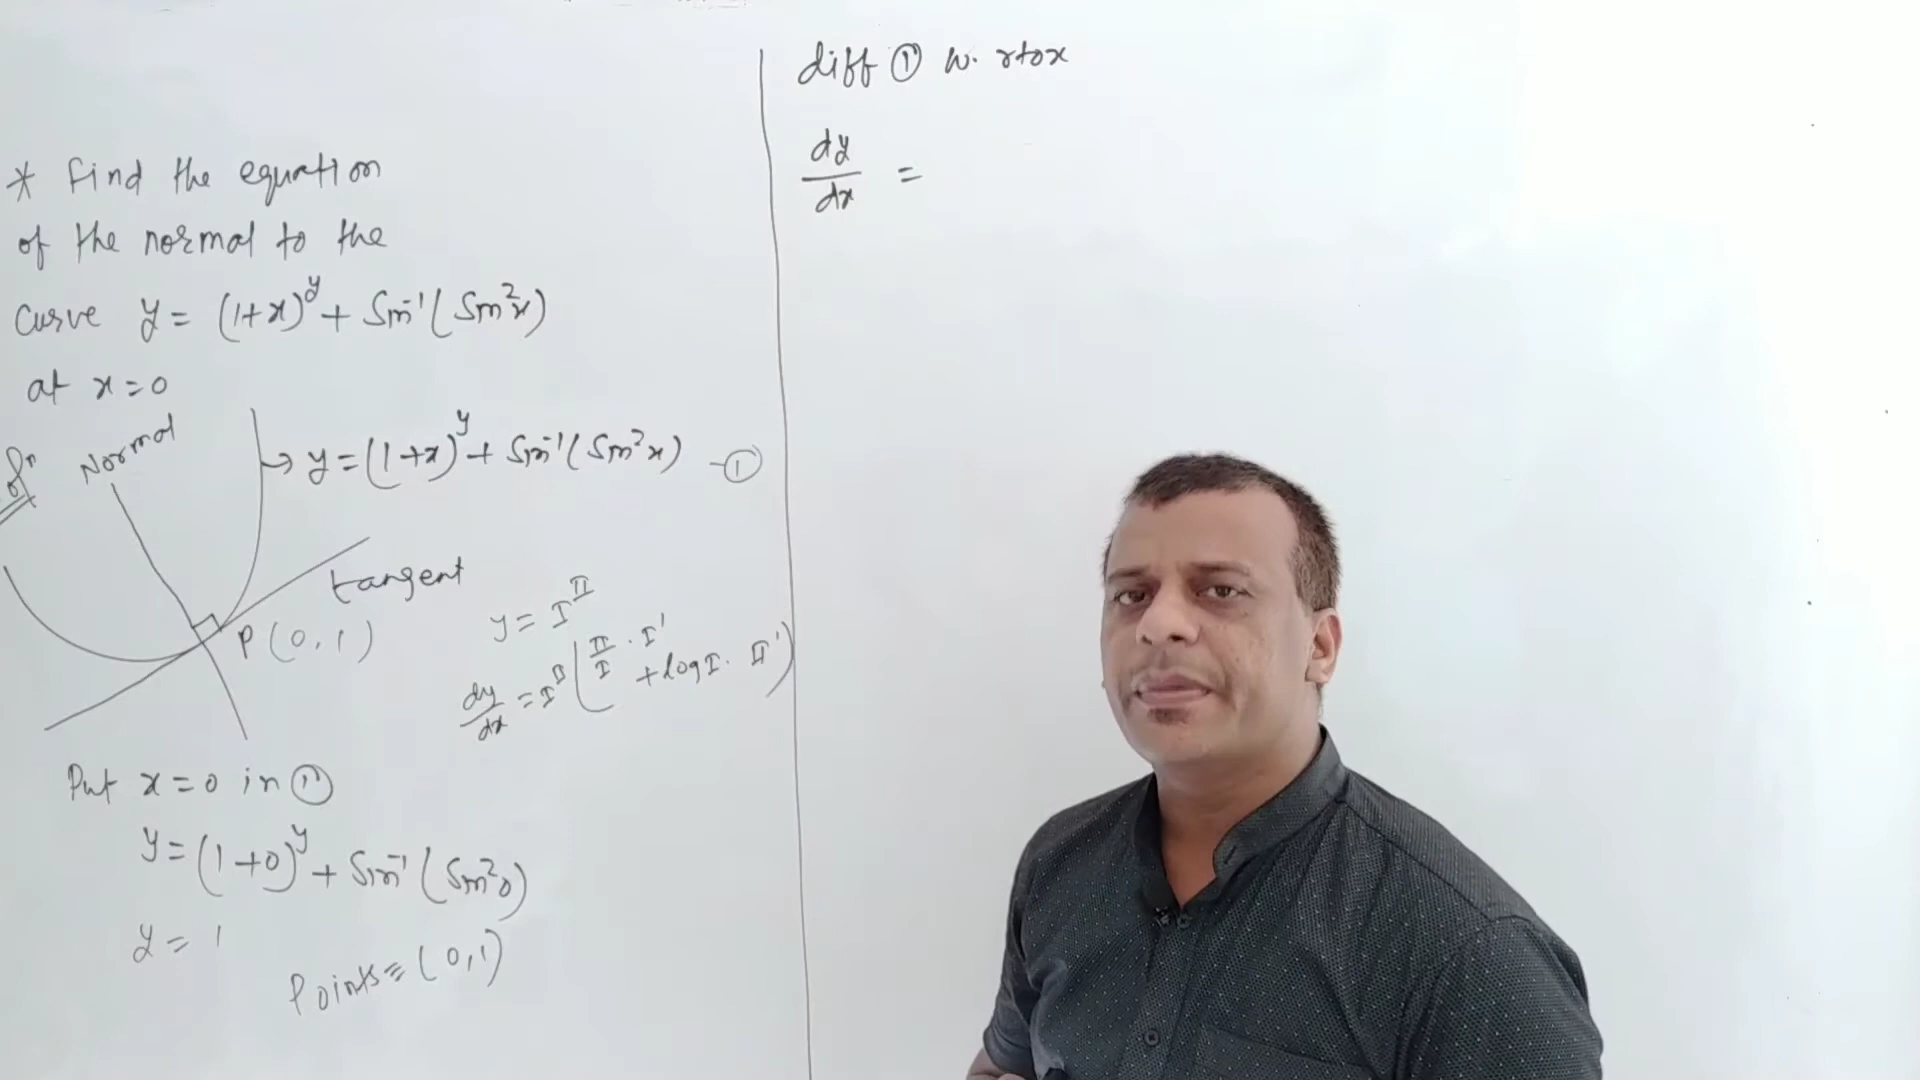 * Find the equation
of the normal to the
Curve y = (1+x)^y + Sin⁻¹(Sin²x)
at x=0
Solⁿ
Normal
→ y = (1+x)^y + Sin⁻¹(Sin²x) —①
tangent
P(0,1)
y = I^II
dy/dx = I^II (II/I · I' + log I · II')
Put x=0 in ①
y = (1+0)^y + Sin⁻¹(Sin²0)
y = 1
Points = (0,1)
diff ① w. rtox
dy/dx =